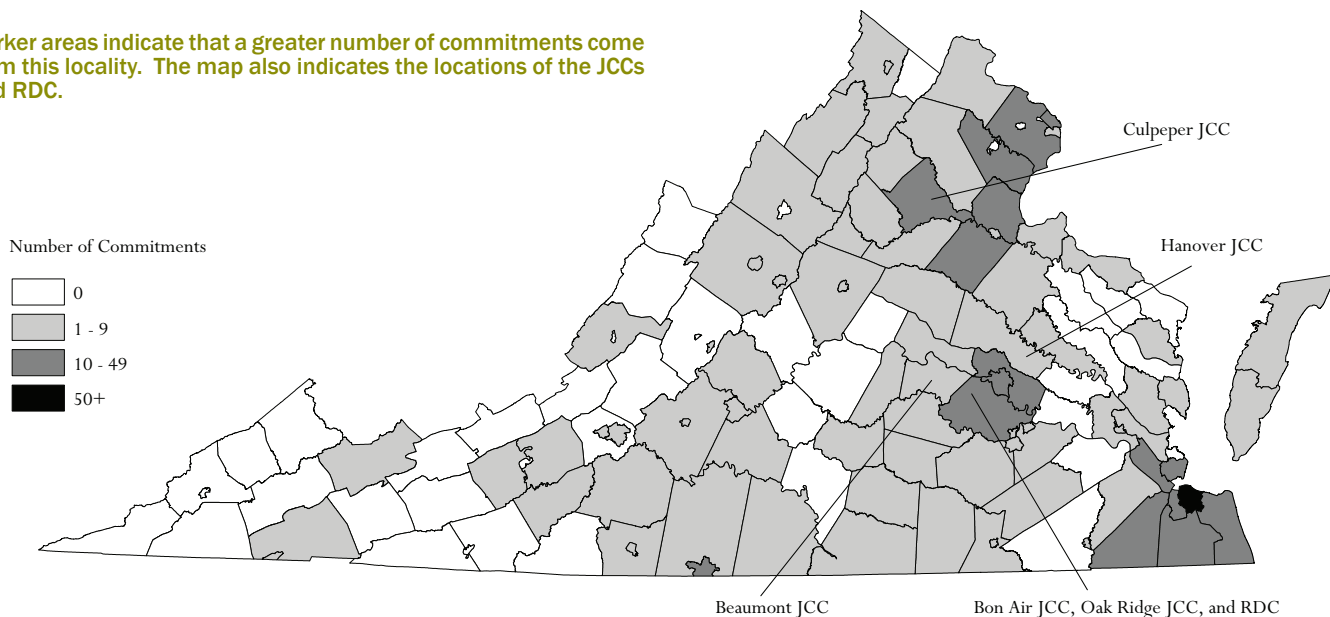 areas indicate that a greater number of commitments come
this locality. The map also indicates the locations of the JCCs
RDC.
Culpeper JCC
Hanover JCC
Number of Commitments
0
1 - 9
10 - 49
50+
Beaumont JCC
Bon Air JCC, Oak Ridge JCC, and RDC